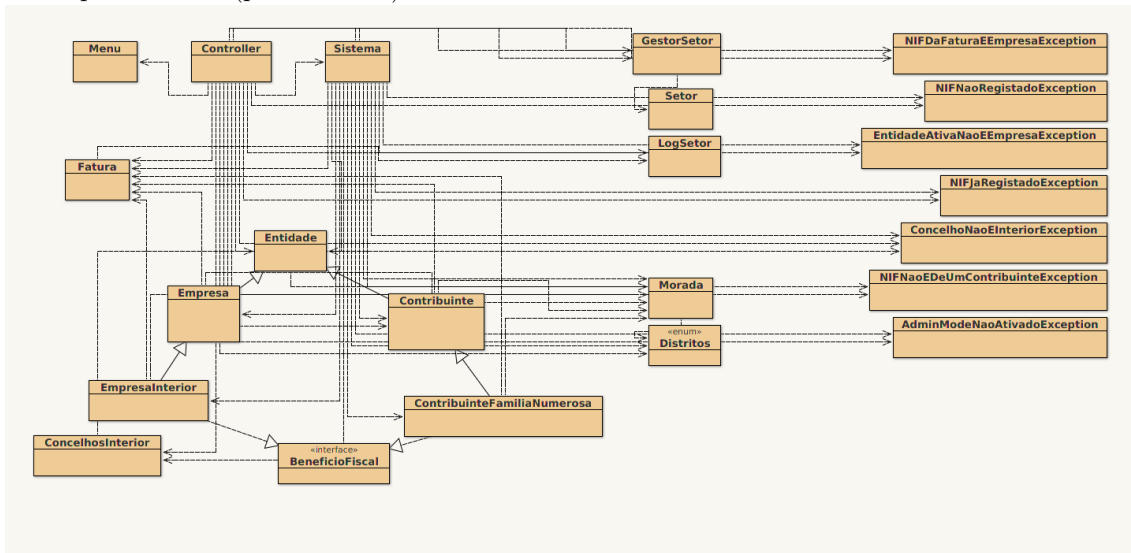 Menu
Controller
Sistema
GestorSetor
NIFDaFaturaEEmpresaException
Setor
NIFNaoRegistadoException
LogSetor
EntidadeAtivaNaoEEmpresaException
Fatura
NIFJaRegistadoException
Entidade
ConcelhoNaoEInteriorException
Empresa
Contribuinte
Morada
NIFNaoEDeUmContribuinteException
«enum»
Distritos
AdminModeNaoAtivadoException
EmpresaInterior
ContribuinteFamiliaNumerosa
ConcelhosInterior
«interface»
BeneficioFiscal